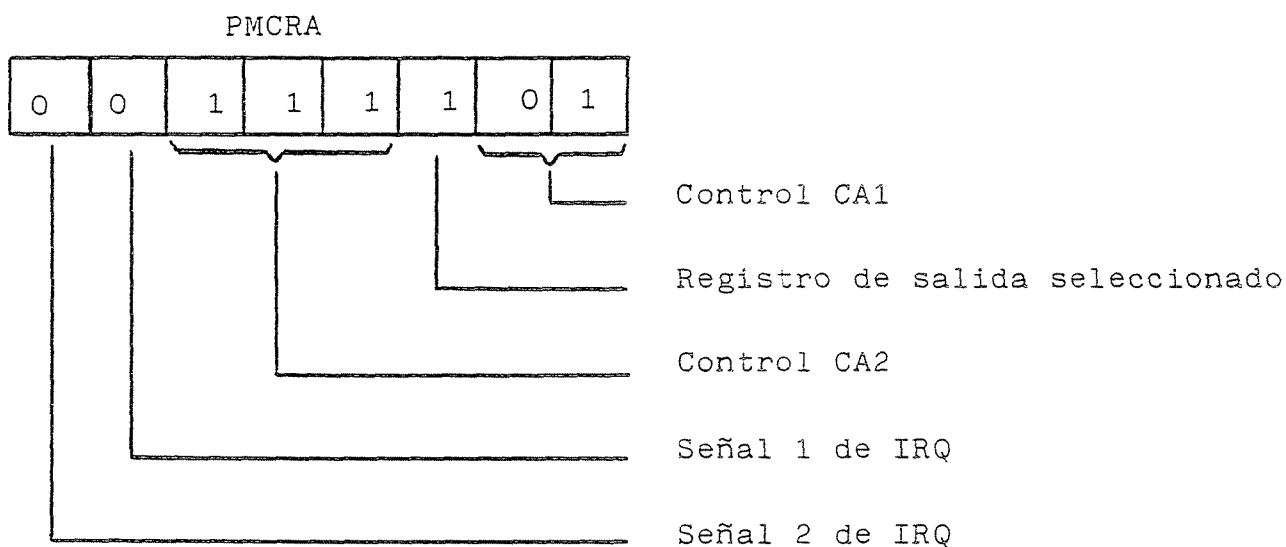 PMCRA
0 0 1 1 1 1 0 1
Control CA1
Registro de salida seleccionado
Control CA2
Señal 1 de IRQ
Señal 2 de IRQ